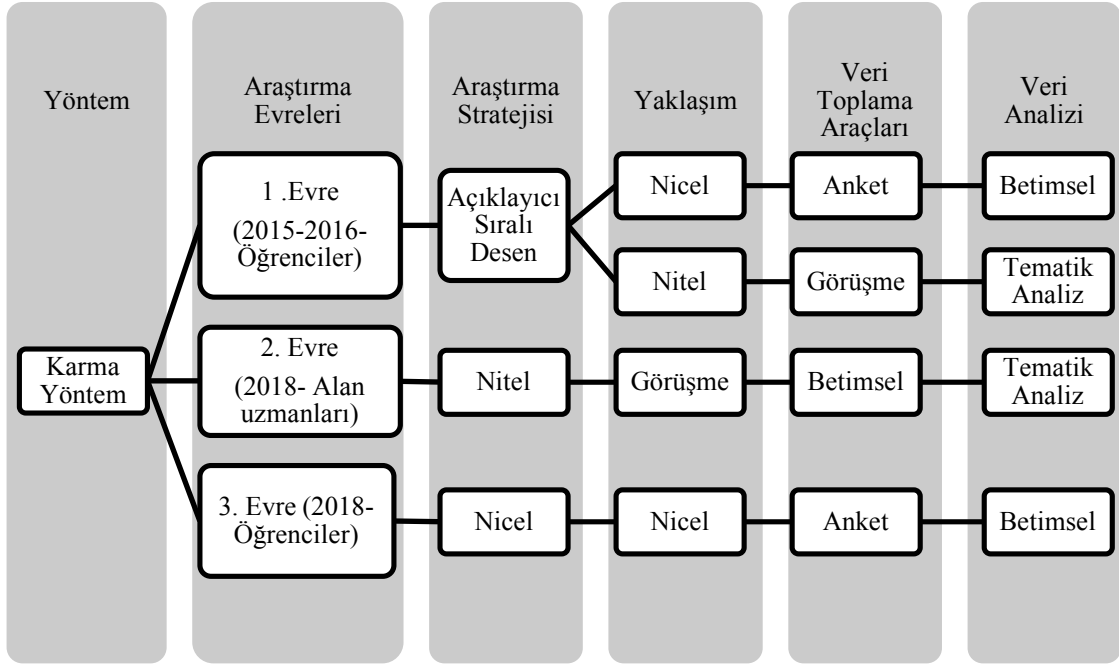 Yöntem
Araştırma
Evreleri
Araştırma
Stratejisi
Yaklaşım
Veri
Toplama
Araçları
Veri
Analizi
Karma
Yöntem
1 .Evre
(2015-2016-
Öğrenciler)
Açıklayıcı
Sıralı
Desen
Nicel
Anket
Betimsel
Nitel
Görüşme
Tematik
Analiz
2. Evre
(2018- Alan
uzmanları)
Nitel
Görüşme
Betimsel
Tematik
Analiz
3. Evre (2018-
Öğrenciler)
Nicel
Nicel
Anket
Betimsel